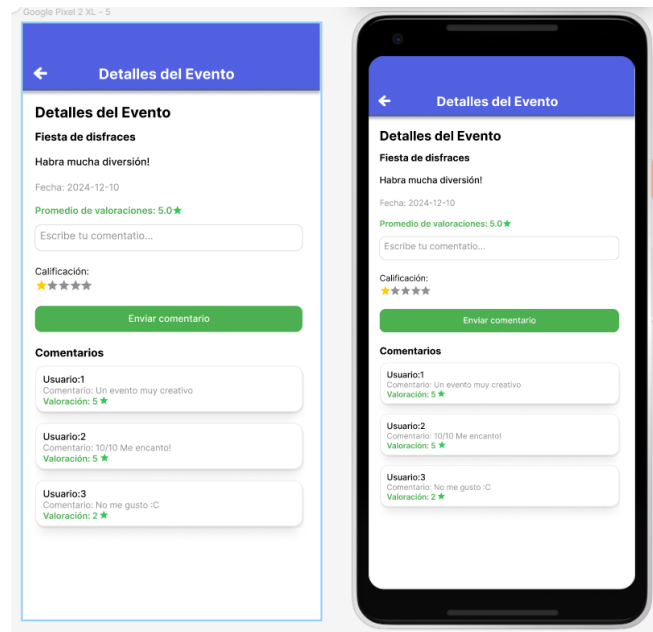 Google Pixel 2 XL - 5
Detalles del Evento
Detalles del Evento
Fiesta de disfraces
Habra mucha diversión!
Fecha: 2024-12-10
Promedio de valoraciones: 5.0★
Escribe tu comentatio...
Calificación:
★★★★★
Enviar comentario
Comentarios
Usuario:1
Comentario: Un evento muy creativo
Valoración: 5 ★
Usuario:2
Comentario: 10/10 Me encanto!
Valoración: 5 ★
Usuario:3
Comentario: No me gusto :C
Valoración: 2 ★
Detalles del Evento
Detalles del Evento
Fiesta de disfraces
Habra mucha diversión!
Fecha: 2024-12-10
Promedio de valoraciones: 5.0★
Escribe tu comentatio...
Calificación:
★★★★★
Enviar comentario
Comentarios
Usuario:1
Comentario: Un evento muy creativo
Valoración: 5 ★
Usuario:2
Comentario: 10/10 Me encanto!
Valoración: 5 ★
Usuario:3
Comentario: No me gusto :C
Valoración: 2 ★